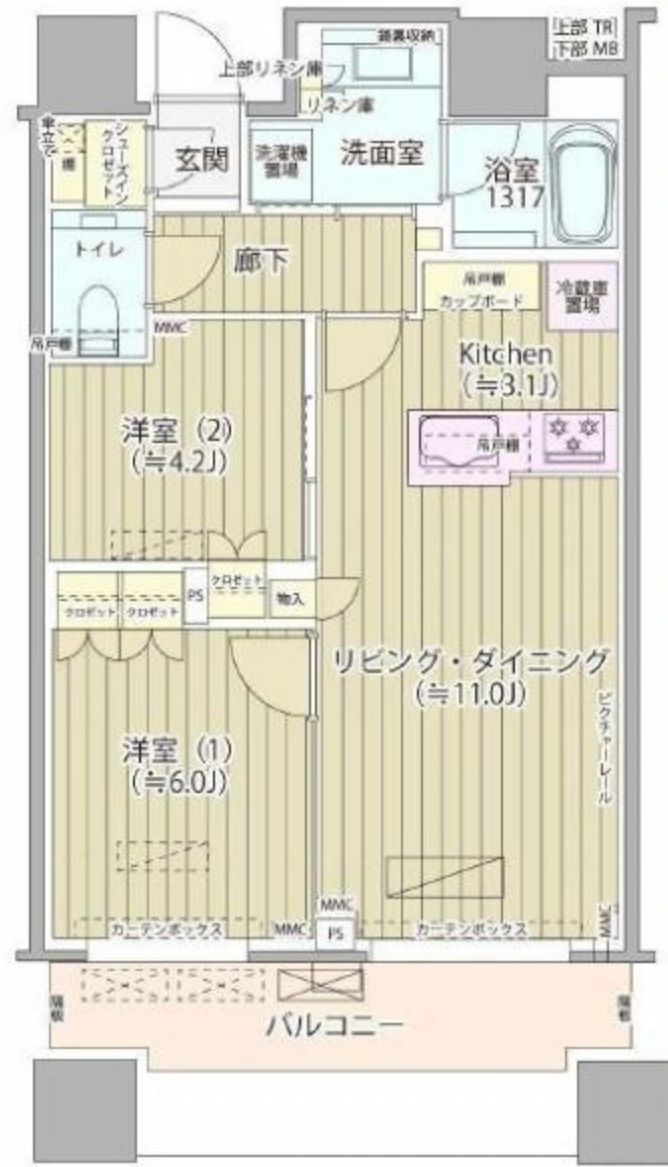 鏡裏収納
上部 TR
下部 MB
上部リネン庫
リネン庫
傘立て
棚
シューズイン
クロゼット
玄関
洗濯機
置場
洗面室
浴室
1317
トイレ
廊下
吊戸棚
カップボード
冷蔵庫
置場
吊戸棚
MMC
Kitchen
(≒3.1J)
洋室 (2)
(≒4.2J)
吊戸棚
クロゼット
クロゼット
PS
クロゼット
物入
リビング・ダイニング
(≒11.0J)
ピクチャーレール
洋室 (1)
(≒6.0J)
MMC
カーテンボックス
MMC
PS
カーテンボックス
MMC
隔板
バルコニー
隔板